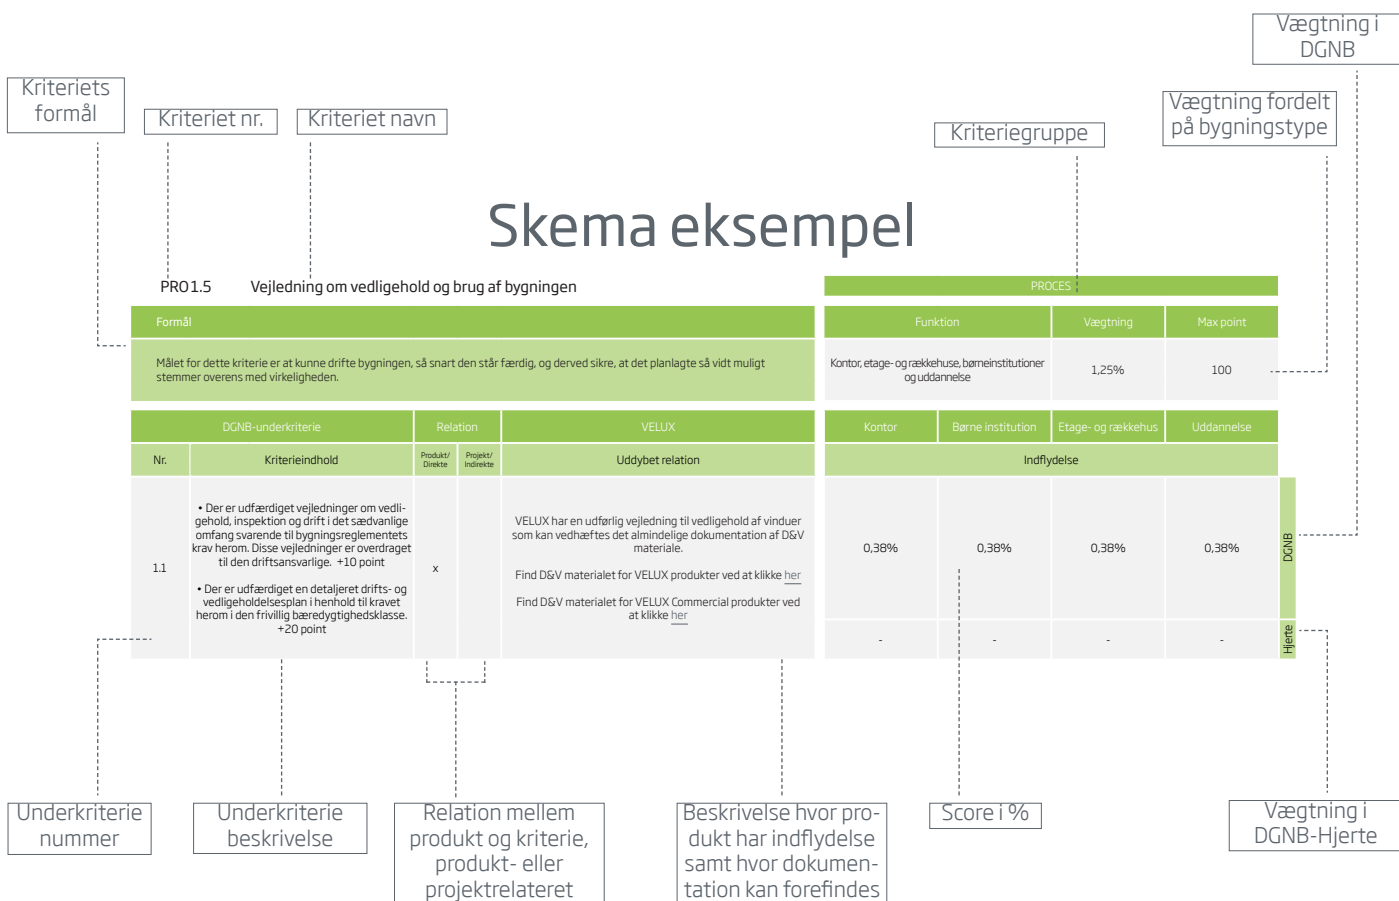 Vægtning i
DGNB
Kriteriets
formål
Kriteriet nr.
Kriteriet navn
Kriteriegruppe
Vægtning fordelt
på bygningstype
Skema eksempel
PRO1.5 Vejledning om vedligehold og brug af bygningen
PROCES
Formål
Funktion Vægtning Max point
Målet for dette kriterie er at kunne drifte bygningen, så snart den står færdig, og derved sikre, at det planlagte så vidt muligt
stemmer overens med virkeligheden.
Kontor, etage- og rækkehuse, børneinstitutioner
og uddannelse
1,25%
100
DGNB-underkriterie Relation VELUX
Kontor Børne institution Etage- og rækkehus Uddannelse
Nr. Kriterieindhold
Produkt/
Direkte
Projekt/
Indirekte
Uddybet relation
Indflydelse
1.1
• Der er udfærdiget vejledninger om vedli-
gehold, inspektion og drift i det sædvanlige
omfang svarende til bygningsreglementets
krav herom. Disse vejledninger er overdraget
til den driftsansvarlige. +10 point
• Der er udfærdiget en detaljeret drifts- og
vedligeholdelsesplan i henhold til kravet
herom i den frivillig bæredygtighedsklasse.
+20 point
x
VELUX har en udførlig vejledning til vedligehold af vinduer
som kan vedhæftes det almindelige dokumentation af D&V
materiale.
Find D&V materialet for VELUX produkter ved at klikke her
Find D&V materialet for VELUX Commercial produkter ved
at klikke her
0,38% 0,38% 0,38% 0,38%
DGNB
- - - -
Hjerte
Underkriterie
nummer
Underkriterie
beskrivelse
Relation mellem
produkt og kriterie,
produkt- eller
projektrelateret
Beskrivelse hvor pro-
dukt har indflydelse
samt hvor dokumen-
tation kan forefindes
Score i %
Vægtning i
DGNB-Hjerte